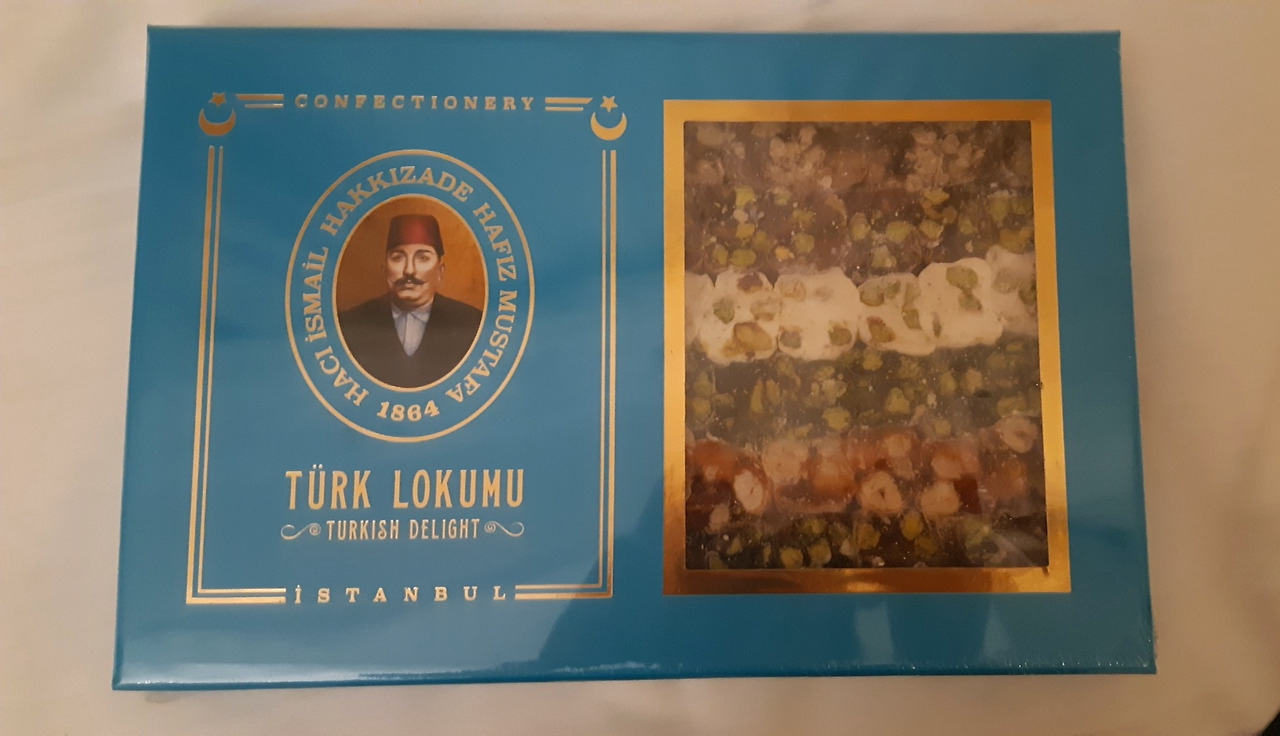 CONFECTIONERY
HACI İSMAİL HAKKIZADE HAFIZ MUSTAFA
1864
TÜRK LOKUMU
TURKISH DELIGHT
İSTANBUL